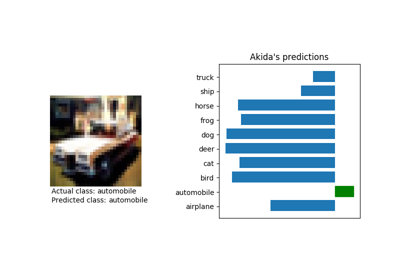 Akida's predictions
truck
ship
horse
frog
dog
deer
cat
bird
automobile
airplane
Actual class: automobile
Predicted class: automobile